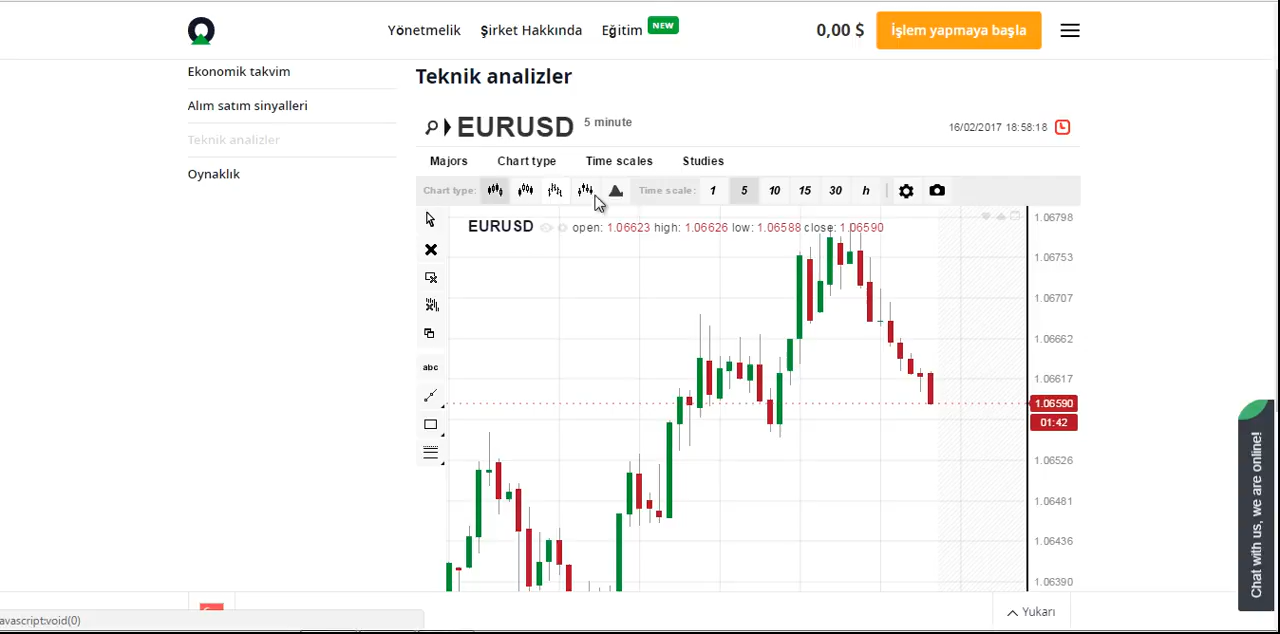 Yönetmelik Şirket Hakkında Eğitim NEW 0,00 $ İşlem yapmaya başla
Ekonomik takvim
Alım satım sinyalleri
Teknik analizler
Oynaklık
Teknik analizler
EURUSD 5 minute 16/02/2017 18:58:18
Majors Chart type Time scales Studies
Chart type: Time scale: 1 5 10 15 30 h
EURUSD open: 1.06623 high: 1.06626 low: 1.06588 close: 1.06590
abc
1.06798
1.06753
1.06707
1.06662
1.06617
1.06590
01:42
1.06526
1.06481
1.06436
1.06390
Chat with us, we are online!
Yukarı
avascript:void(0)